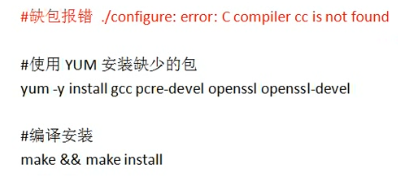 #缺包报错 ./configure: error: C compiler cc is not found
#使用 YUM 安装缺少的包
yum -y install gcc pcre-devel openssl openssl-devel
#编译安装
make && make install